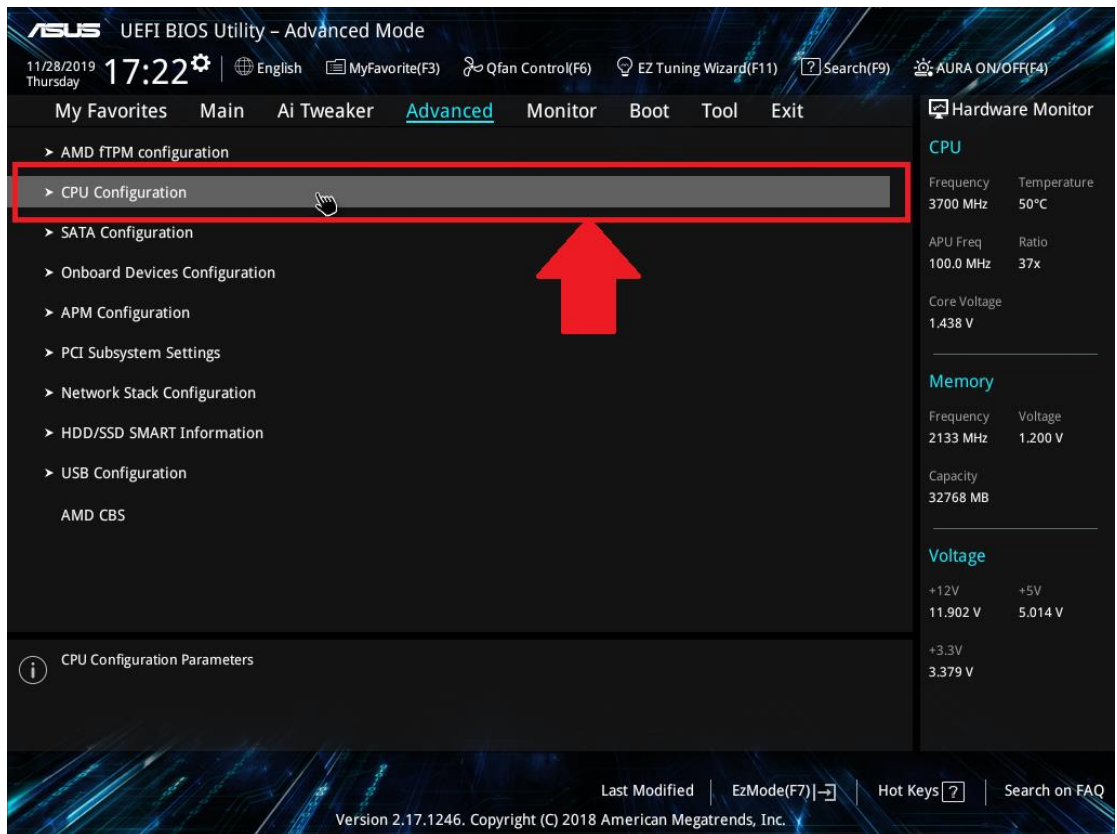 ASUS UEFI BIOS Utility – Advanced Mode
11/28/2019
Thursday
17:22
English MyFavorite(F3) Qfan Control(F6) EZ Tuning Wizard(F11) ? Search(F9) AURA ON/OFF(F4)
My Favorites Main Ai Tweaker Advanced Monitor Boot Tool Exit
> AMD fTPM configuration
> CPU Configuration
> SATA Configuration
> Onboard Devices Configuration
> APM Configuration
> PCI Subsystem Settings
> Network Stack Configuration
> HDD/SSD SMART Information
> USB Configuration
AMD CBS
i CPU Configuration Parameters
Hardware Monitor
CPU
Frequency Temperature
3700 MHz 50°C
APU Freq Ratio
100.0 MHz 37x
Core Voltage
1.438 V
Memory
Frequency Voltage
2133 MHz 1.200 V
Capacity
32768 MB
Voltage
+12V +5V
11.902 V 5.014 V
+3.3V
3.379 V
Last Modified | EzMode(F7) | Hot Keys ? | Search on FAQ
Version 2.17.1246. Copyright (C) 2018 American Megatrends, Inc.